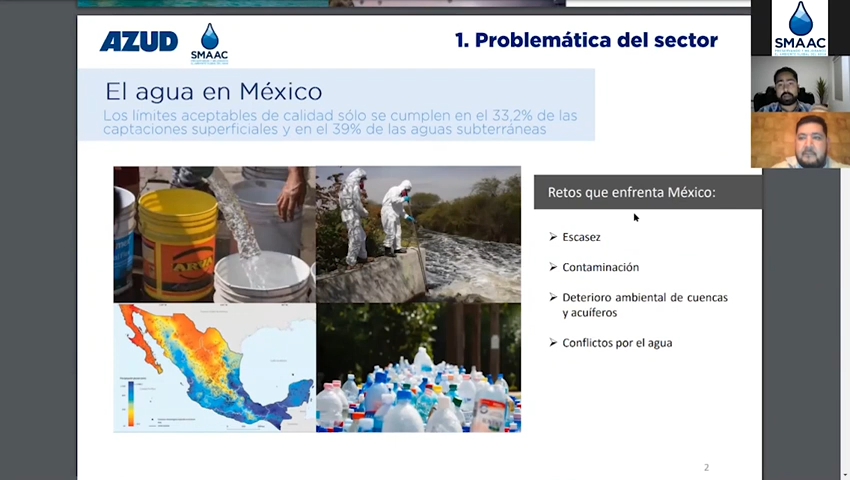 AZUD
SMAAC
1. Problemática del sector
SMAAC
El agua en México
Los límites aceptables de calidad sólo se cumplen en el 33,2% de las
captaciones superficiales y en el 39% de las aguas subterráneas
Retos que enfrenta México:
ARVA
➢ Escasez
➢ Contaminación
➢ Deterioro ambiental de cuencas
y acuíferos
➢ Conflictos por el agua
2